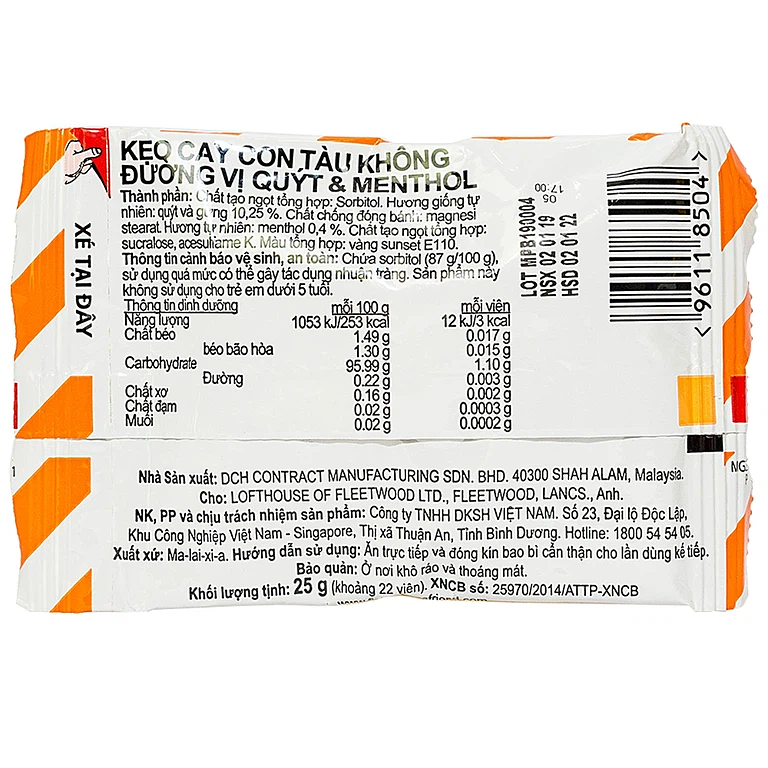 KẸO CAY CON TÀU KHÔNG
ĐƯỜNG VỊ QUÝT & MENTHOL
Thành phần: Chất tạo ngọt tổng hợp: Sorbitol. Hương giống tự
nhiên: quýt và gừng 10,25 %. Chất chống đông bánh: magnesi
stearat. Hương tự nhiên: menthol 0,4 %. Chất tạo ngọt tổng hợp:
sucralose, acesulfame K. Màu tổng hợp: vàng sunset E110.
Thông tin cảnh báo vệ sinh, an toàn: Chứa sorbitol (87 g/100 g),
sử dụng quá mức có thể gây tác dụng nhuận tràng. Sản phẩm này
không sử dụng cho trẻ em dưới 5 tuổi.
Thông tin dinh dưỡng mỗi 100 g mỗi viên
Năng lượng 1053 kJ/253 kcal 12 kJ/3 kcal
Chất béo 1.49 g 0.017 g
béo bão hòa 1.30 g 0.015 g
Carbohydrate 95.99 g 1.10 g
Đường 0.22 g 0.003 g
Chất xơ 0.16 g 0.002 g
Chất đạm 0.02 g 0.0003 g
Muối 0.02 g 0.0002 g
XÉ TẠI ĐÂY
LOT MPB190004 05
NSX 02 01 19 17:00
HSD 02 01 22
<9611 8504>
Nhà Sản xuất: DCH CONTRACT MANUFACTURING SDN. BHD. 40300 SHAH ALAM, Malaysia.
Cho: LOFTHOUSE OF FLEETWOOD LTD., FLEETWOOD, LANCS., Anh.
NK, PP và chịu trách nhiệm sản phẩm: Công ty TNHH DKSH VIỆT NAM. Số 23, Đại lộ Độc Lập,
Khu Công Nghiệp Việt Nam - Singapore, Thị xã Thuận An, Tỉnh Bình Dương. Hotline: 1800 54 54 05.
Xuất xứ: Ma-lai-xi-a. Hướng dẫn sử dụng: Ăn trực tiếp và đóng kín bao bì cẩn thận cho lần dùng kế tiếp.
Bảo quản: Ở nơi khô ráo và thoáng mát.
Khối lượng tịnh: 25 g (khoảng 22 viên). XNCB số: 25970/2014/ATTP-XNCB